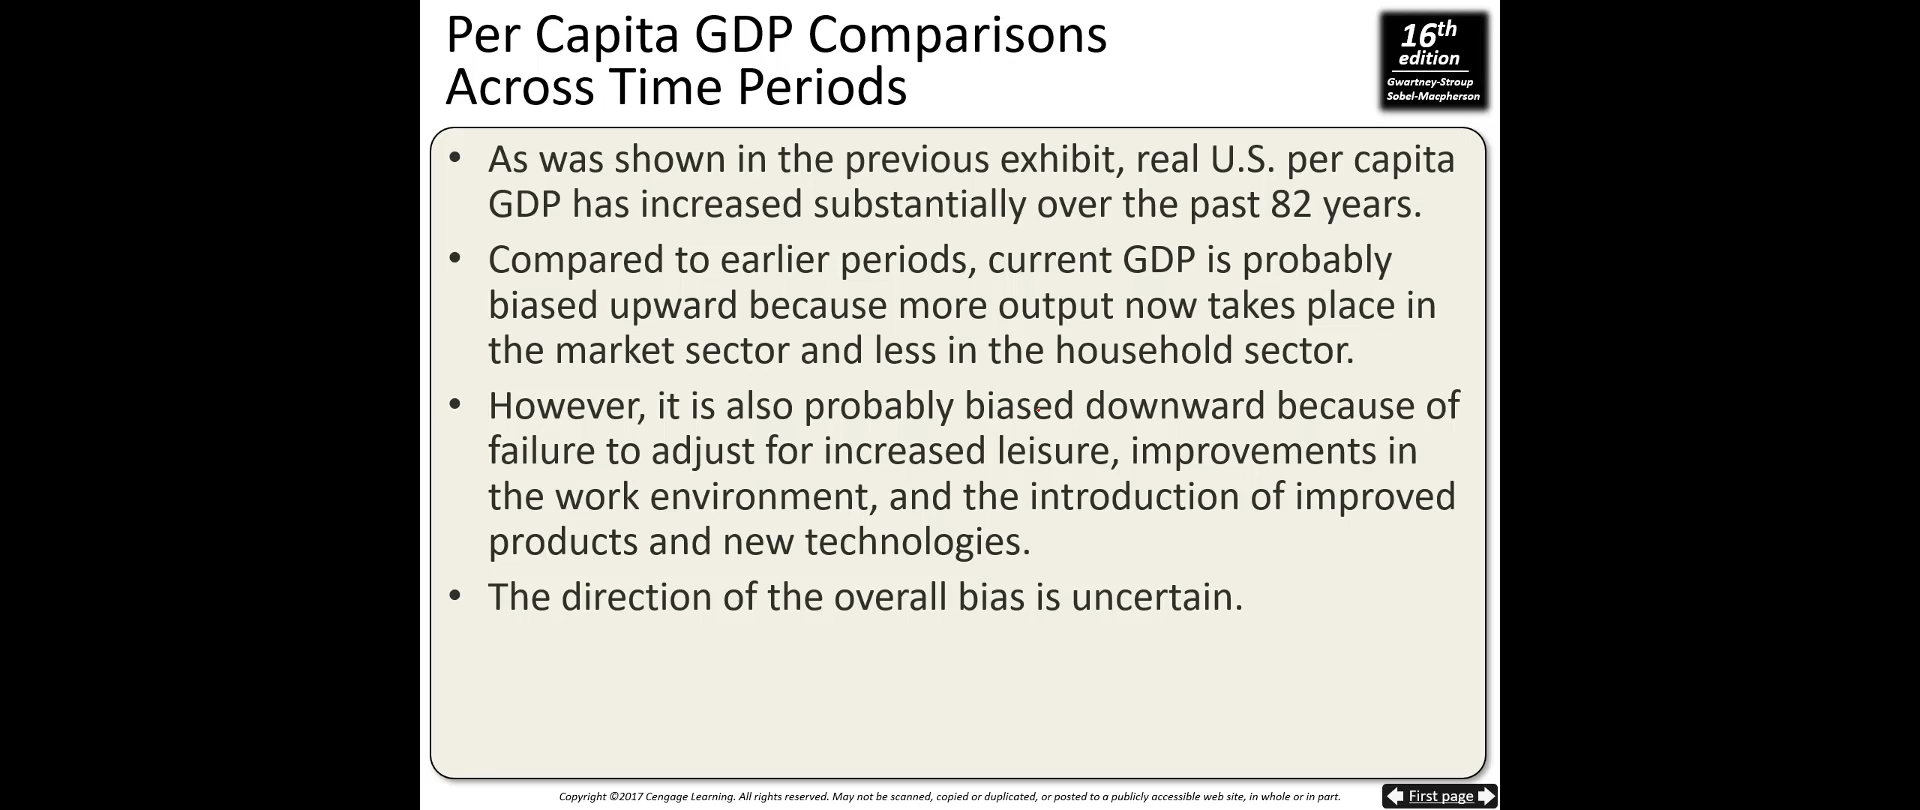 Per Capita GDP Comparisons
Across Time Periods
16th
edition
Gwartney-Stroup
Sobel-Macpherson
• As was shown in the previous exhibit, real U.S. per capita
GDP has increased substantially over the past 82 years.
• Compared to earlier periods, current GDP is probably
biased upward because more output now takes place in
the market sector and less in the household sector.
• However, it is also probably biased downward because of
failure to adjust for increased leisure, improvements in
the work environment, and the introduction of improved
products and new technologies.
• The direction of the overall bias is uncertain.
Copyright ©2017 Cengage Learning. All rights reserved. May not be scanned, copied or duplicated, or posted to a publicly accessible web site, in whole or in part.
First page